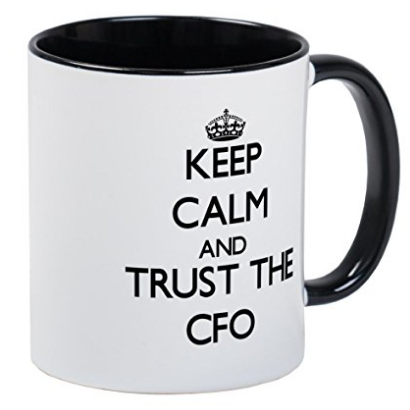 KEEP
CALM
AND
TRUST THE
CFO